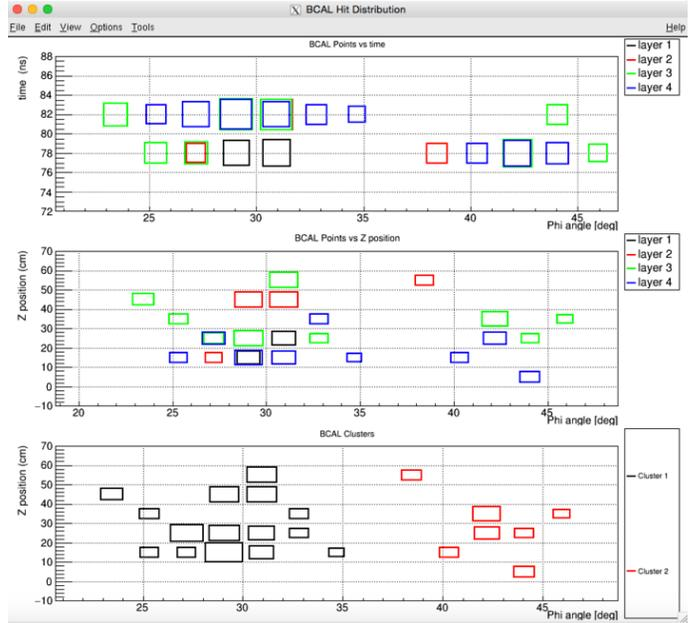 BCAL Hit Distribution
File Edit View Options Tools Help
BCAL Points vs time
time (ns)
88
86
84
82
80
78
76
74
72
25 30 35 40 45
Phi angle [deg]
layer 1
layer 2
layer 3
layer 4
BCAL Points vs Z position
Z position (cm)
70
60
50
40
30
20
10
0
−10
20 25 30 35 40 45
Phi angle [deg]
layer 1
layer 2
layer 3
layer 4
BCAL Clusters
Z position (cm)
70
60
50
40
30
20
10
0
−10
25 30 35 40 45
Phi angle [deg]
Cluster 1
Cluster 2